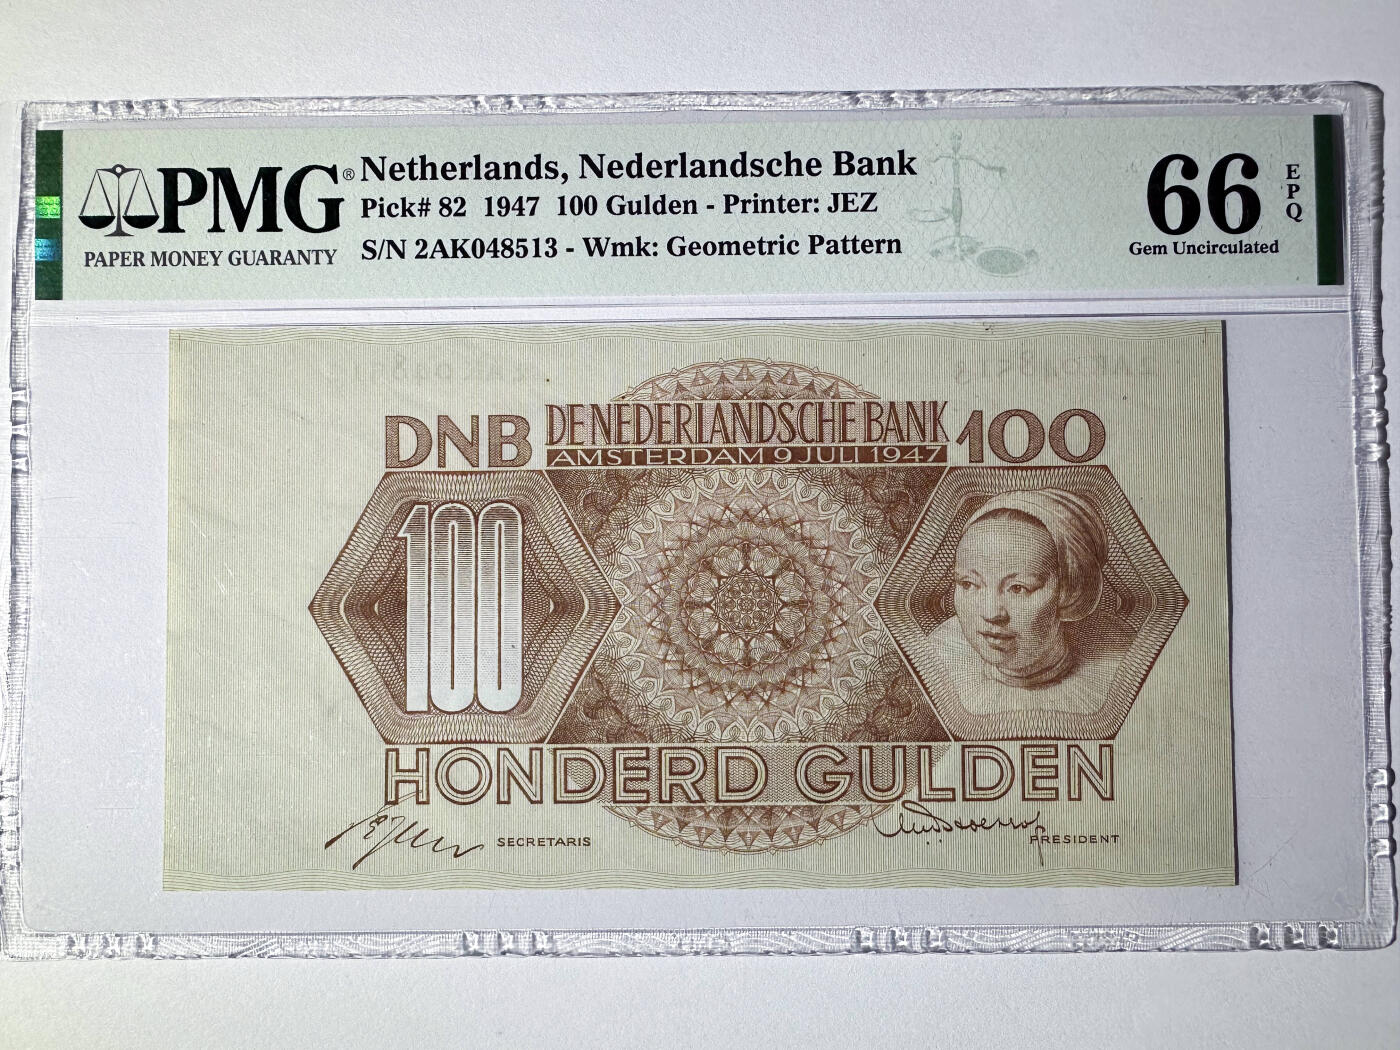 PMG®
PAPER MONEY GUARANTY
Netherlands, Nederlandsche Bank
Pick# 82 1947 100 Gulden - Printer: JEZ
S/N 2AK048513 - Wmk: Geometric Pattern
66
EPQ
Gem Uncirculated
DNB DE NEDERLANDSCHE BANK 100
AMSTERDAM 9 JULI 1947
100
HONDERD GULDEN
SECRETARIS
PRESIDENT